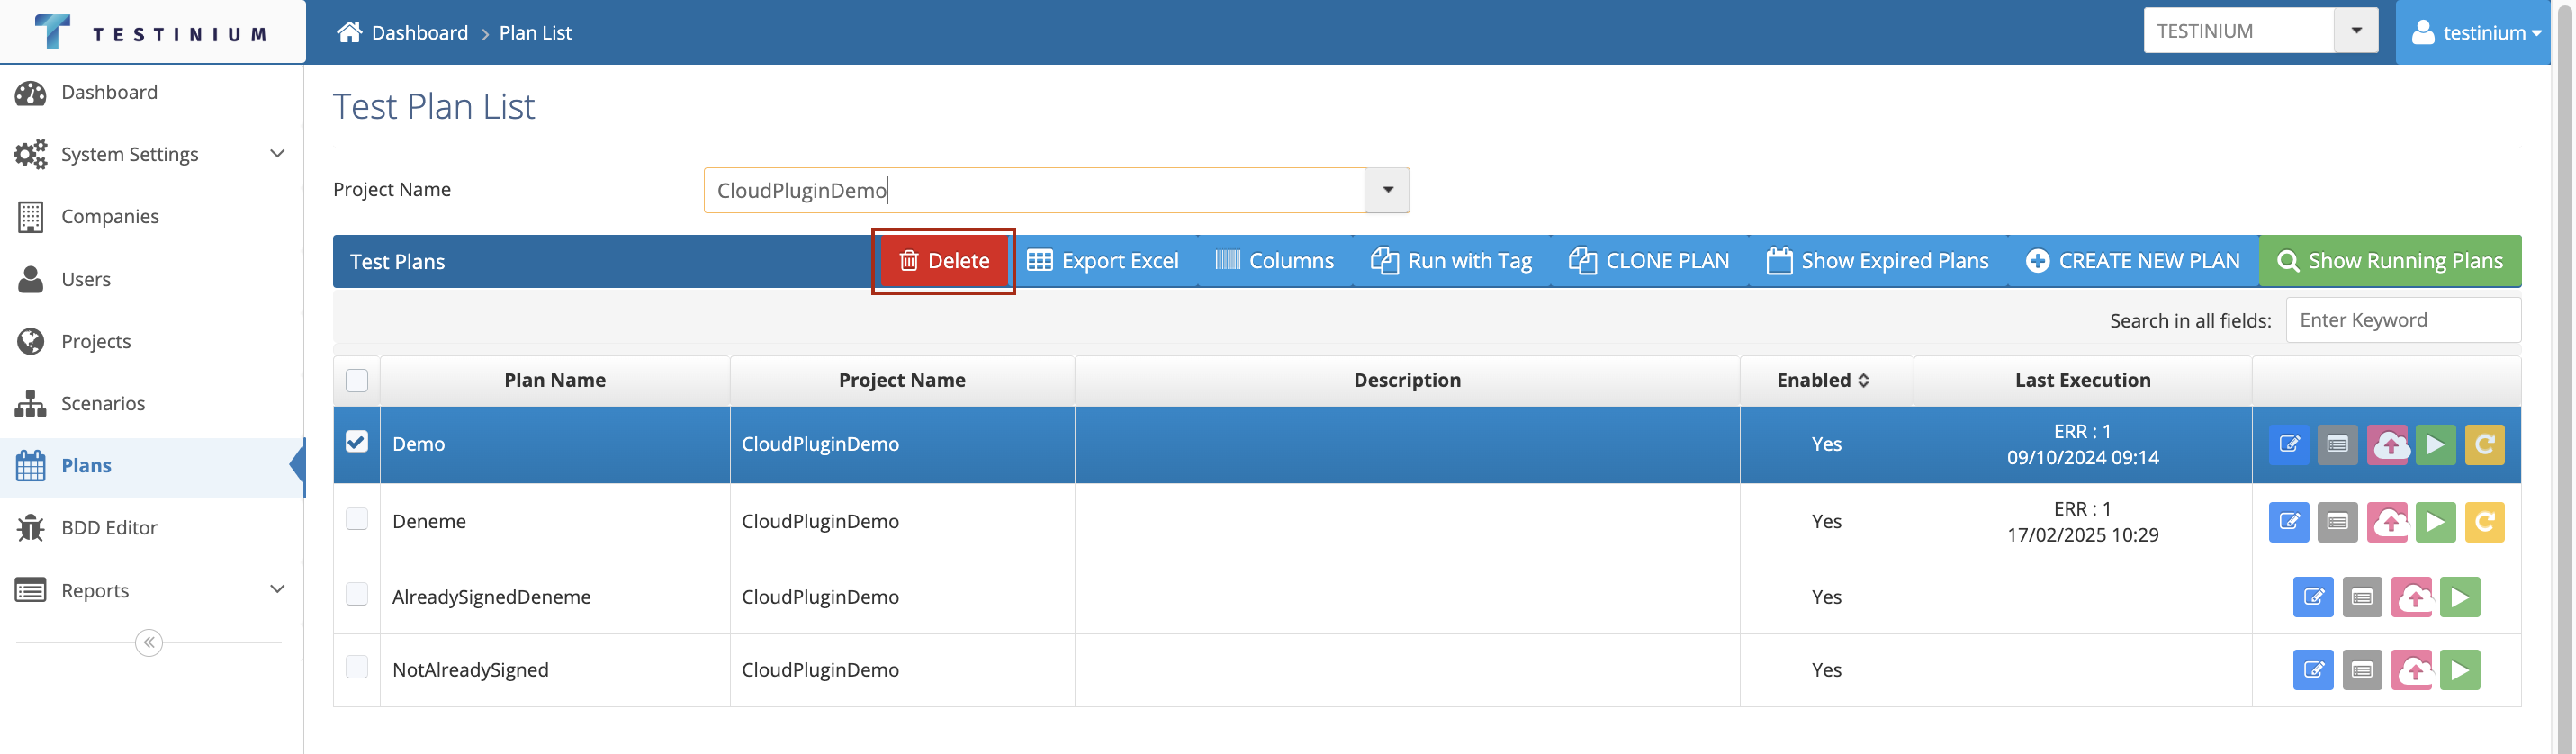 TESTINIUM
Dashboard > Plan List
TESTINIUM
testinium
Dashboard
System Settings
Companies
Users
Projects
Scenarios
Plans
BDD Editor
Reports
Test Plan List
Project Name
CloudPluginDemo
Test Plans
Delete
Export Excel
Columns
Run with Tag
CLONE PLAN
Show Expired Plans
CREATE NEW PLAN
Show Running Plans
Search in all fields:
Enter Keyword
Plan Name
Project Name
Description
Enabled
Last Execution
Demo
CloudPluginDemo
Yes
ERR : 1
09/10/2024 09:14
Deneme
CloudPluginDemo
Yes
ERR : 1
17/02/2025 10:29
AlreadySignedDeneme
CloudPluginDemo
Yes
NotAlreadySigned
CloudPluginDemo
Yes